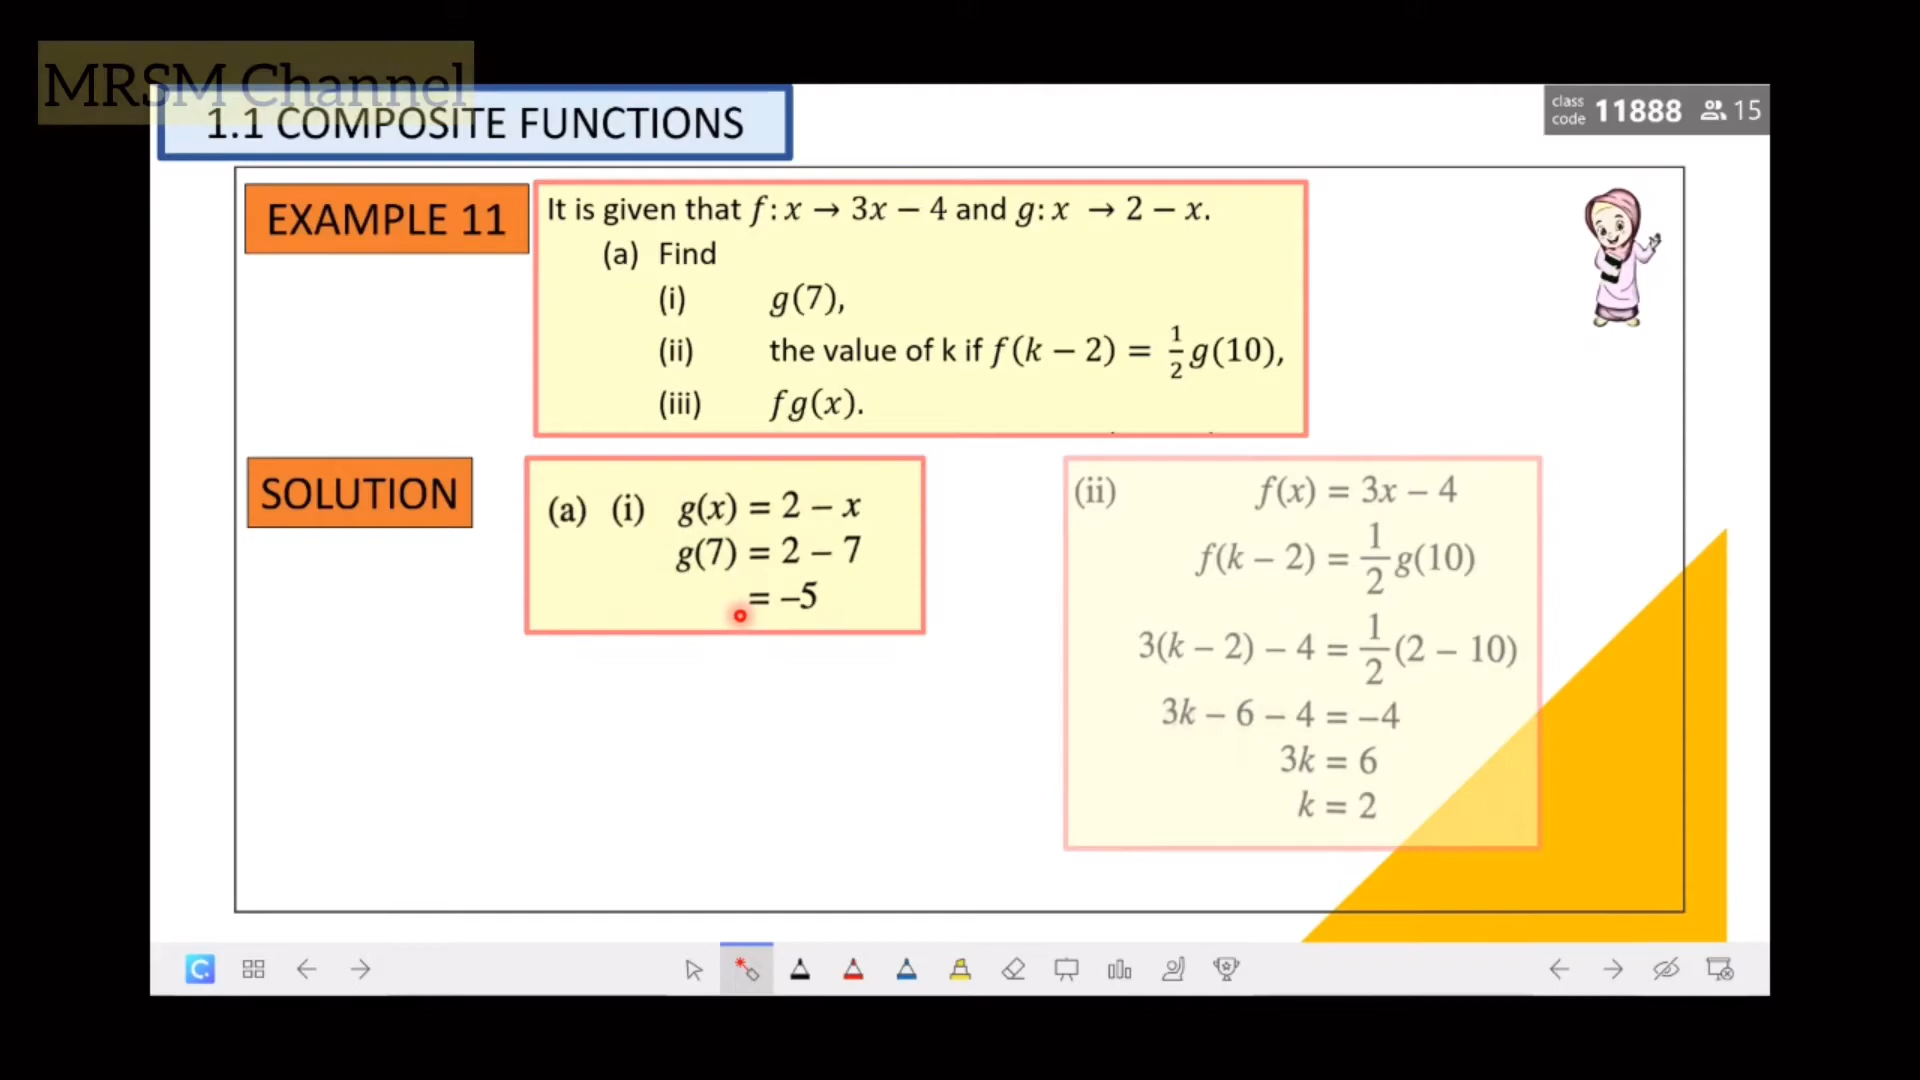 MRSM Channel
1.1 COMPOSITE FUNCTIONS
class code 11888 15
EXAMPLE 11
It is given that f: x → 3x − 4 and g: x → 2 − x.
(a) Find
(i) g(7),
(ii) the value of k if f(k − 2) = 1/2 g(10),
(iii) fg(x).
SOLUTION
(a) (i) g(x) = 2 – x
g(7) = 2 – 7
= –5
(ii) f(x) = 3x – 4
f(k – 2) = 1/2 g(10)
3(k – 2) – 4 = 1/2 (2 – 10)
3k – 6 – 4 = –4
3k = 6
k = 2